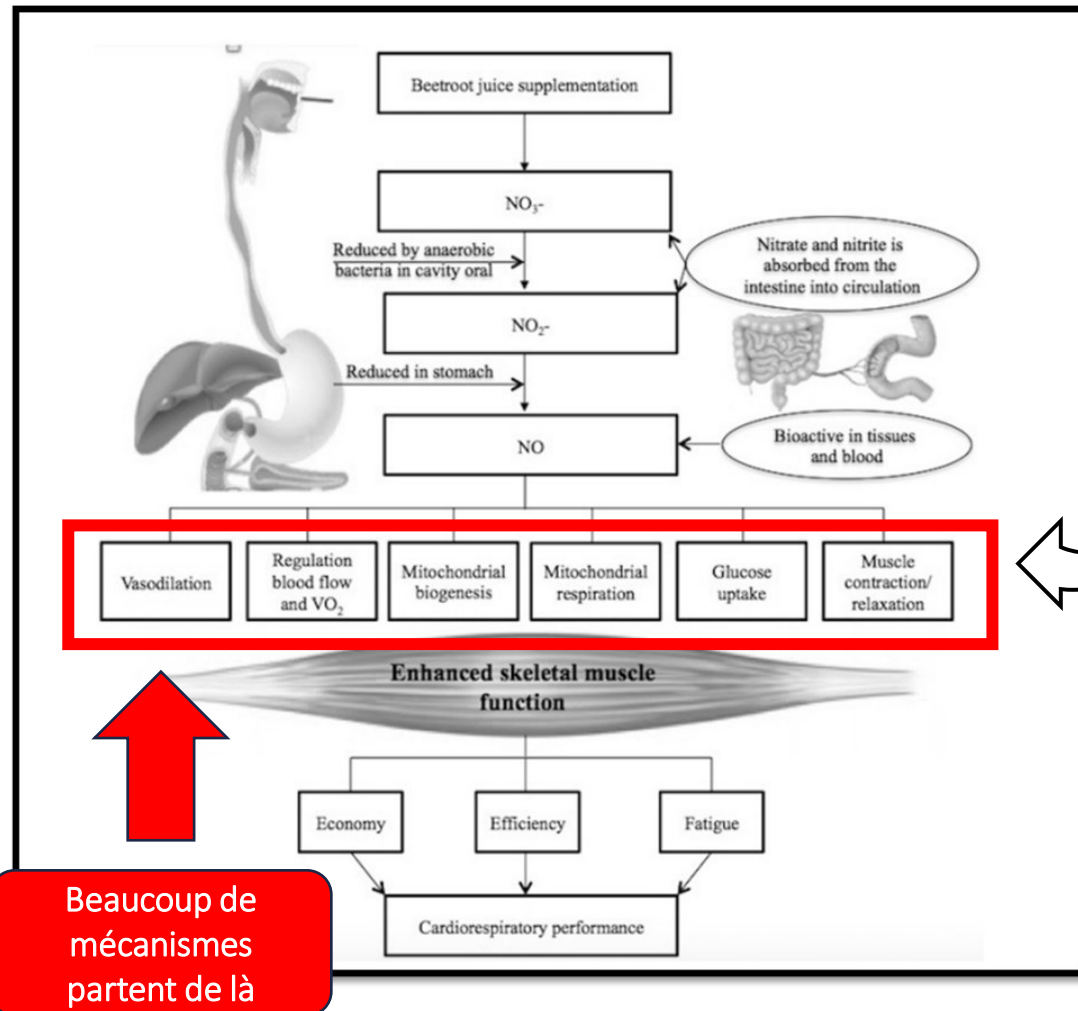 Beetroot juice supplementation
NO₃-
Reduced by anaerobic
bacteria in cavity oral
Nitrate and nitrite is
absorbed from the
intestine into circulation
NO₂-
Reduced in stomach
NO
Bioactive in tissues
and blood
Vasodilation
Regulation
blood flow
and VO₂
Mitochondrial
biogenesis
Mitochondrial
respiration
Glucose
uptake
Muscle
contraction/
relaxation
Enhanced skeletal muscle
function
Economy
Efficiency
Fatigue
Cardiorespiratory performance
Beaucoup de
mécanismes
partent de là